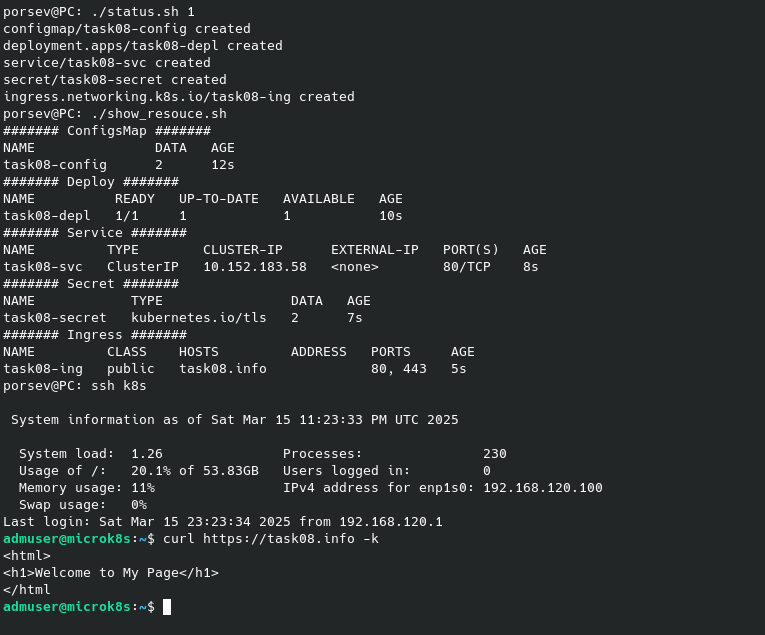 porsev@PC: ./status.sh 1
configmap/task08-config created
deployment.apps/task08-depl created
service/task08-svc created
secret/task08-secret created
ingress.networking.k8s.io/task08-ing created
porsev@PC: ./show_resouce.sh
####### ConfigsMap #######
NAME               DATA   AGE
task08-config      2      12s
####### Deploy #######
NAME          READY   UP-TO-DATE   AVAILABLE   AGE
task08-depl   1/1     1            1           10s
####### Service #######
NAME         TYPE        CLUSTER-IP      EXTERNAL-IP   PORT(S)   AGE
task08-svc   ClusterIP   10.152.183.58   <none>        80/TCP    8s
####### Secret #######
NAME            TYPE                DATA   AGE
task08-secret   kubernetes.io/tls   2      7s
####### Ingress #######
NAME         CLASS    HOSTS         ADDRESS   PORTS     AGE
task08-ing   public   task08.info             80, 443   5s
porsev@PC: ssh k8s
System information as of Sat Mar 15 11:23:33 PM UTC 2025
System load:  1.26               Processes:               230
Usage of /:   20.1% of 53.83GB   Users logged in:         0
Memory usage: 11%                IPv4 address for enp1s0: 192.168.120.100
Swap usage:   0%
Last login: Sat Mar 15 23:23:34 2025 from 192.168.120.1
admuser@microk8s:~$ curl https://task08.info -k
<html>
<h1>Welcome to My Page</h1>
</html
admuser@microk8s:~$